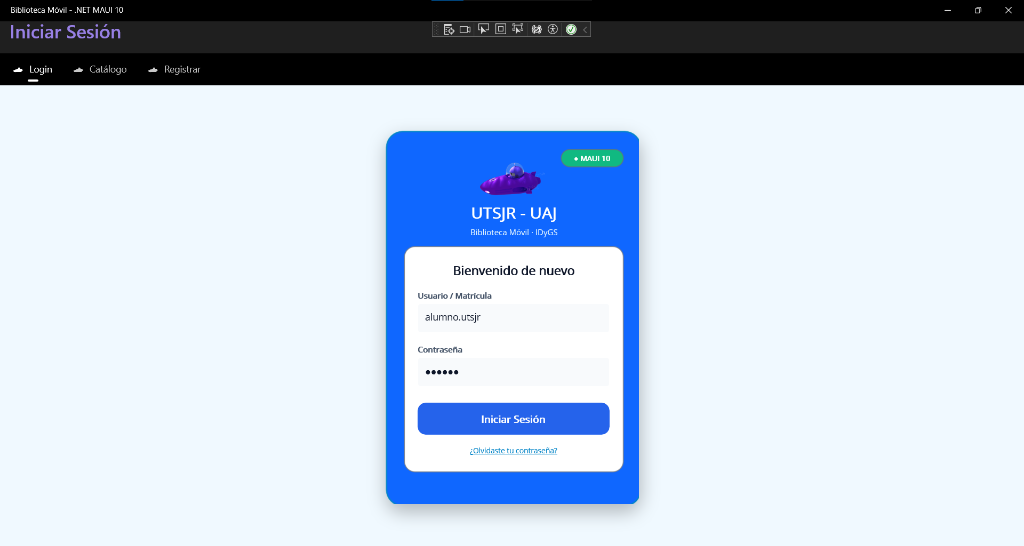 Biblioteca Móvil - .NET MAUI 10
Iniciar Sesión
Login
Catálogo
Registrar
● MAUI 10
UTSJR - UAJ
Biblioteca Móvil · IDyGS
Bienvenido de nuevo
Usuario / Matrícula
alumno.utsjr
Contraseña
●●●●●●
Iniciar Sesión
¿Olvidaste tu contraseña?